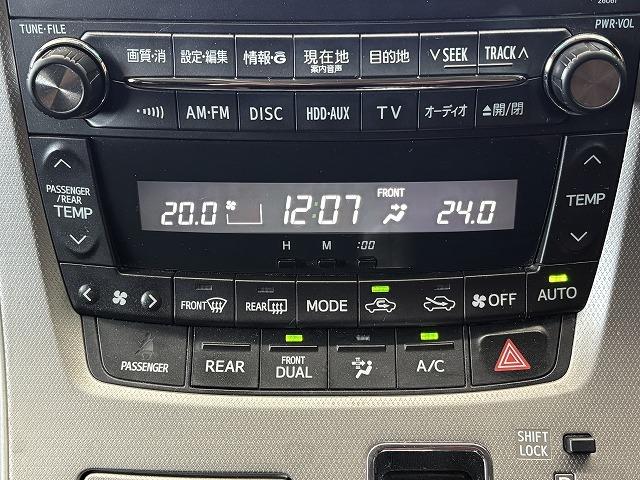 TUNE·FILE
PWR·VOL
画質·消 設定·編集 情報·G 現在地 案内音声 目的地 ∨SEEK TRACK∧
AM·FM DISC HDD·AUX TV オーディオ ▲開/閉
PASSENGER
/REAR
TEMP
TEMP
FRONT
20.0 12:07 24.0
H M :00
FRONT REAR MODE OFF AUTO
PASSENGER REAR FRONT DUAL A/C
SHIFT
LOCK